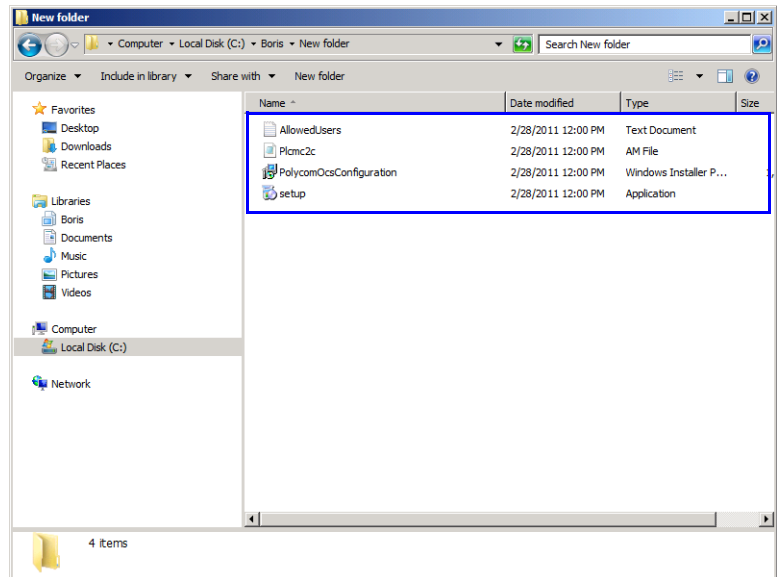 New folder
Computer Local Disk (C:) Boris New folder
Search New folder
Organize Include in library Share with New folder
Name Date modified Type Size
Favorites
Desktop
Downloads
Recent Places
Libraries
Boris
Documents
Music
Pictures
Videos
Computer
Local Disk (C:)
Network
AllowedUsers 2/28/2011 12:00 PM Text Document
Plcmc2c 2/28/2011 12:00 PM AM File
PolycomOcsConfiguration 2/28/2011 12:00 PM Windows Installer P...
setup 2/28/2011 12:00 PM Application
4 items